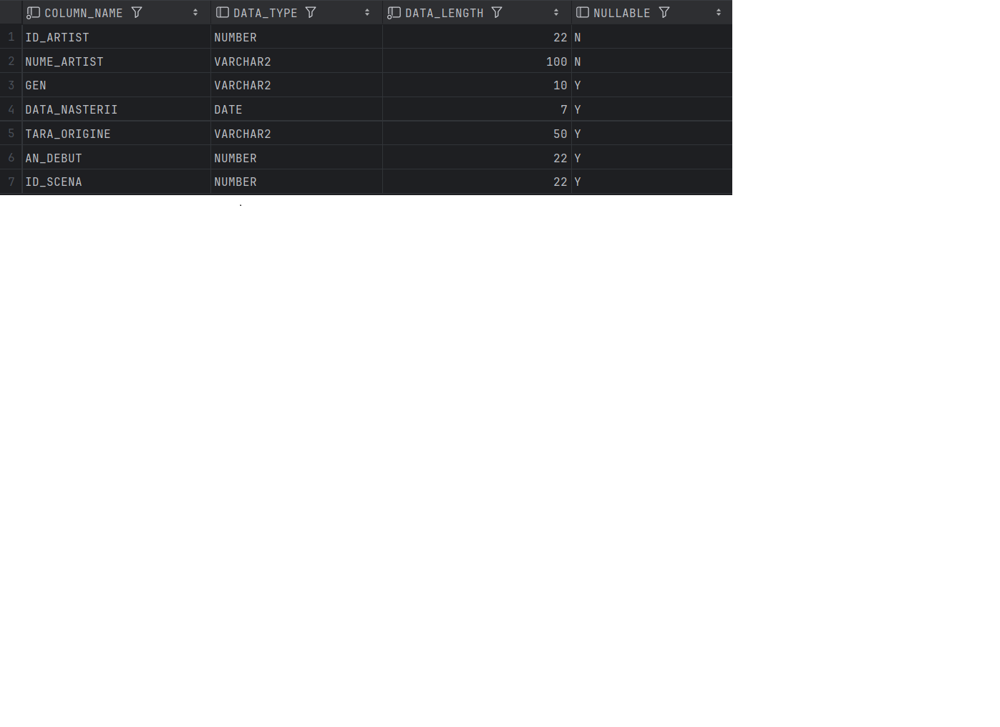 COLUMN_NAME DATA_TYPE DATA_LENGTH NULLABLE
1 ID_ARTIST NUMBER 22 N
2 NUME_ARTIST VARCHAR2 100 N
3 GEN VARCHAR2 10 Y
4 DATA_NASTERII DATE 7 Y
5 TARA_ORIGINE VARCHAR2 50 Y
6 AN_DEBUT NUMBER 22 Y
7 ID_SCENA NUMBER 22 Y
.